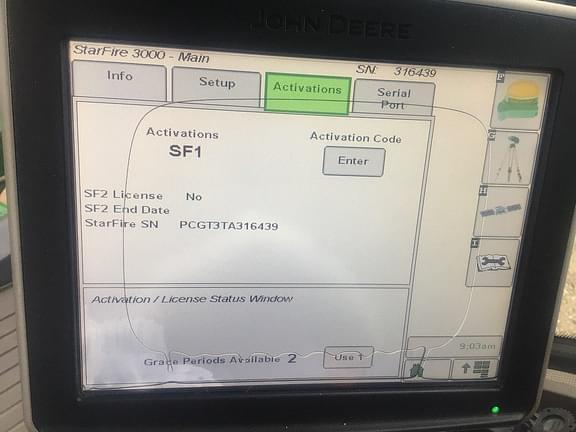 JOHN DEERE
StarFire 3000 - Main
SN: 316439
Info
Setup
Activations
Serial
Port
Activations
SF1
Activation Code
Enter
SF2 License No
SF2 End Date
StarFire SN PCGT3TA316439
Activation / License Status Window
Grace Periods Available 2
Use 1
9:03am